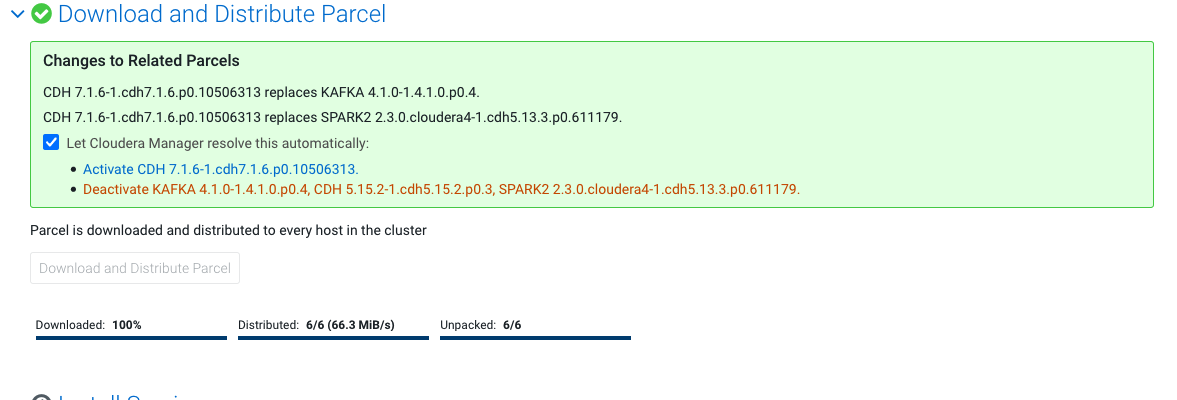 Download and Distribute Parcel
Changes to Related Parcels
CDH 7.1.6-1.cdh7.1.6.p0.10506313 replaces KAFKA 4.1.0-1.4.1.0.p0.4.
CDH 7.1.6-1.cdh7.1.6.p0.10506313 replaces SPARK2 2.3.0.cloudera4-1.cdh5.13.3.p0.611179.
Let Cloudera Manager resolve this automatically:
Activate CDH 7.1.6-1.cdh7.1.6.p0.10506313.
Deactivate KAFKA 4.1.0-1.4.1.0.p0.4, CDH 5.15.2-1.cdh5.15.2.p0.3, SPARK2 2.3.0.cloudera4-1.cdh5.13.3.p0.611179.
Parcel is downloaded and distributed to every host in the cluster
Download and Distribute Parcel
Downloaded: 100% Distributed: 6/6 (66.3 MiB/s) Unpacked: 6/6